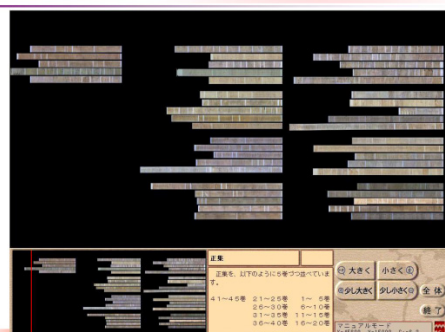 正集
正集を、以下のように5巻づつ並べています。
41〜45巻 21〜25巻 1〜 5巻
26〜30巻 6〜10巻
31〜35巻 11〜15巻
36〜40巻 16〜20巻
大きく 小さく
少し大きく 少し小さく 全体
終了
マニュアルモード